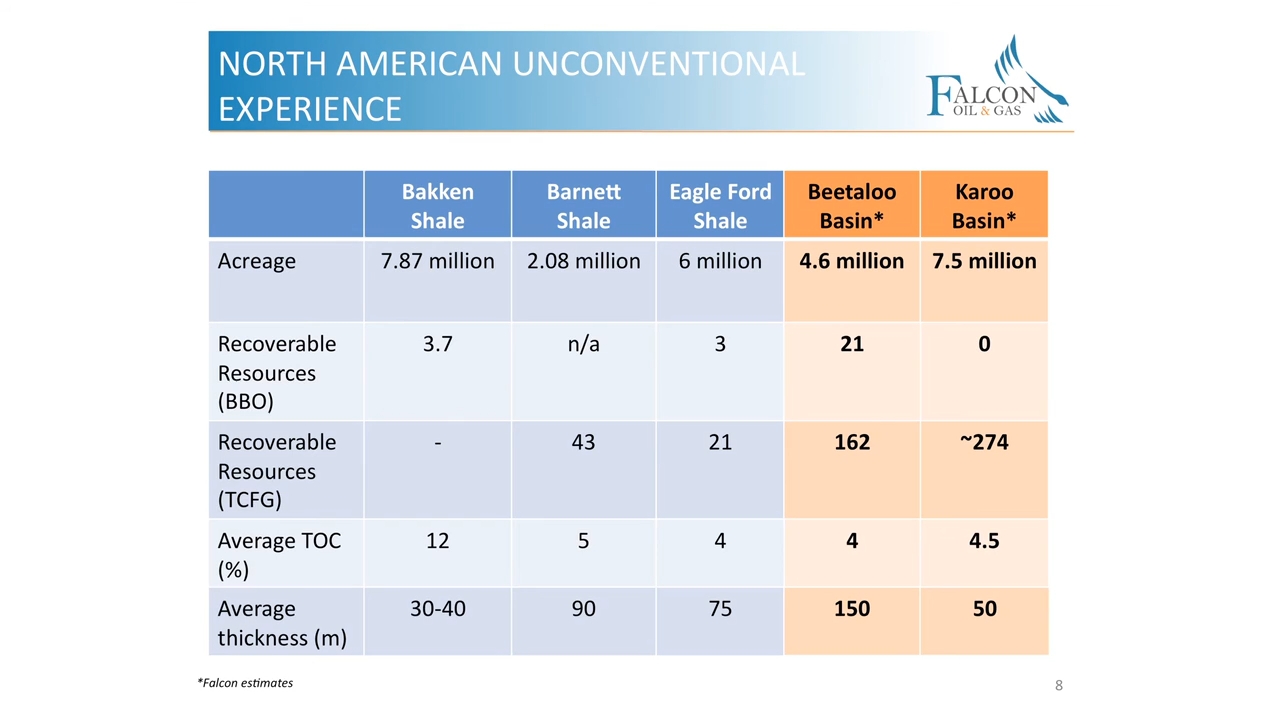 NORTH AMERICAN UNCONVENTIONAL
EXPERIENCE
FALCON
OIL & GAS
Bakken Shale
Barnett Shale
Eagle Ford Shale
Beetaloo Basin*
Karoo Basin*
Acreage 7.87 million 2.08 million 6 million 4.6 million 7.5 million
Recoverable 3.7 n/a 3 21 0
Resources
(BBO)
Recoverable - 43 21 162 ~274
Resources
(TCFG)
Average TOC 12 5 4 4 4.5
(%)
Average 30-40 90 75 150 50
thickness (m)
*Falcon estimates
8